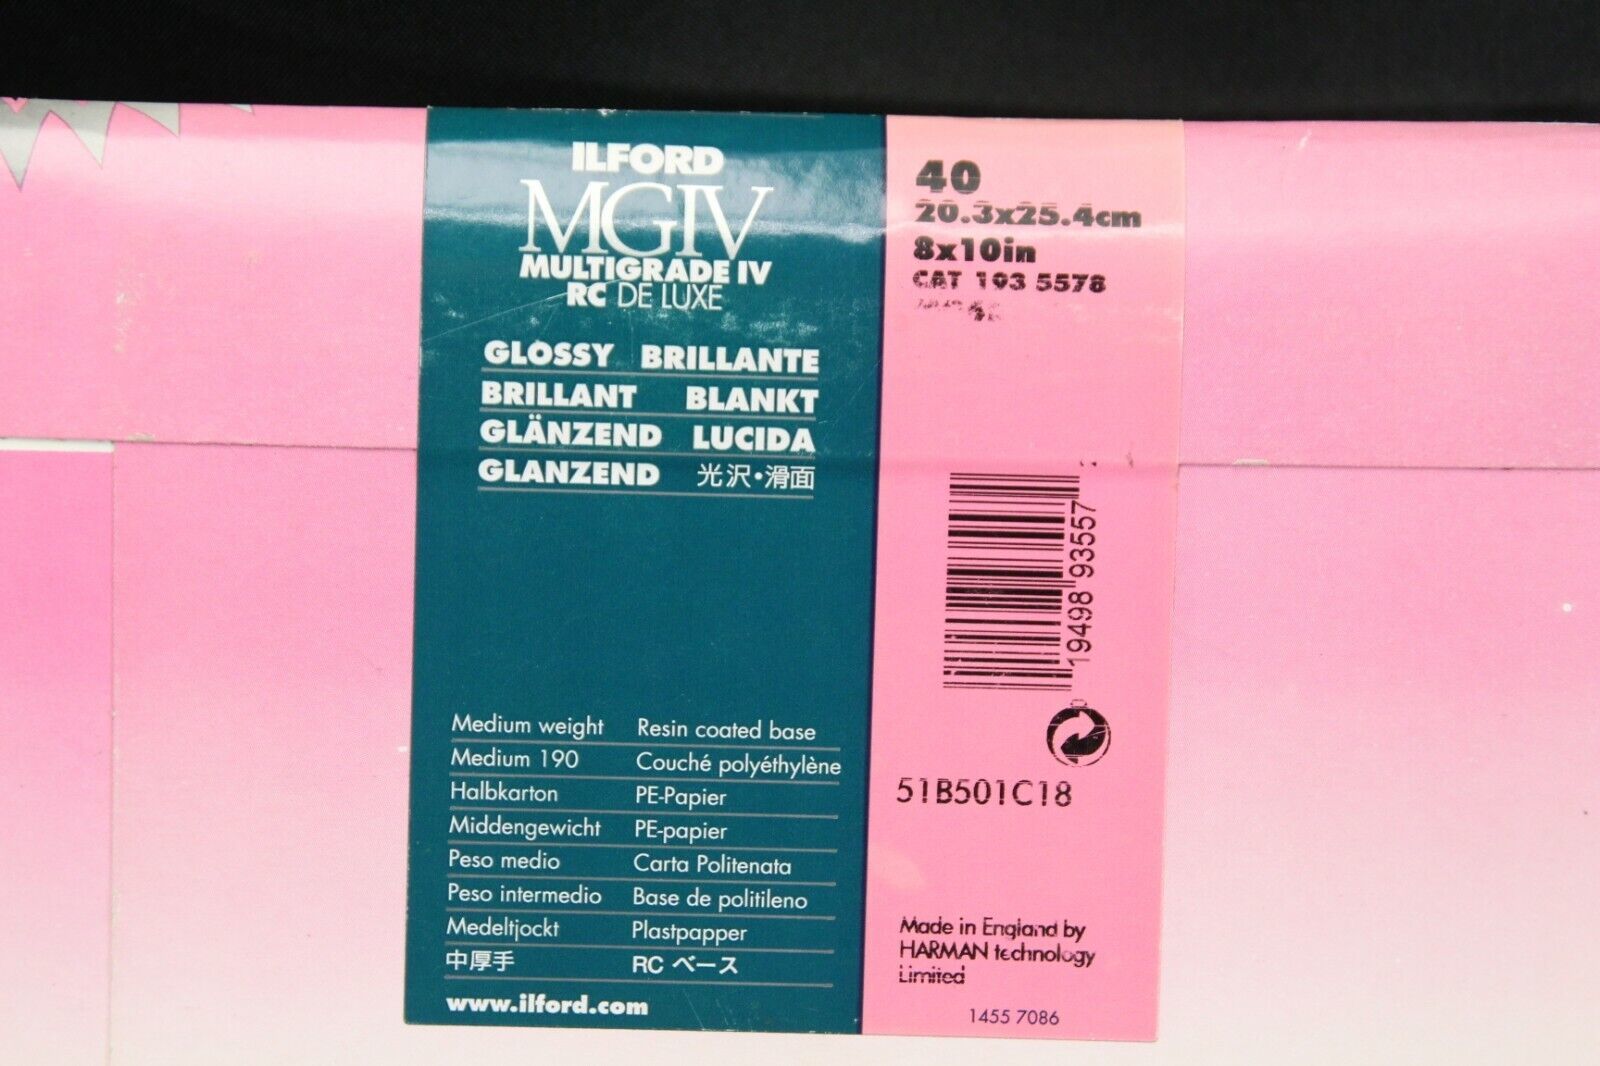 ILFORD
MGIV
MULTIGRADE IV
RC DE LUXE
GLOSSY BRILLANTE
BRILLANT BLANKT
GLÄNZEND LUCIDA
GLANZEND 光沢・滑面
Medium weight Resin coated base
Medium 190 Couché polyéthylène
Halbkarton PE-Papier
Middengewicht PE-papier
Peso medio Carta Politenata
Peso intermedio Base de politileno
Medeltjockt Plastpapper
中厚手 RC ベース
www.ilford.com
40
20.3x25.4cm
8x10in
CAT 193 5578
19498 93557
51B501C18
Made in England by
HARMAN technology
Limited
1455 7086